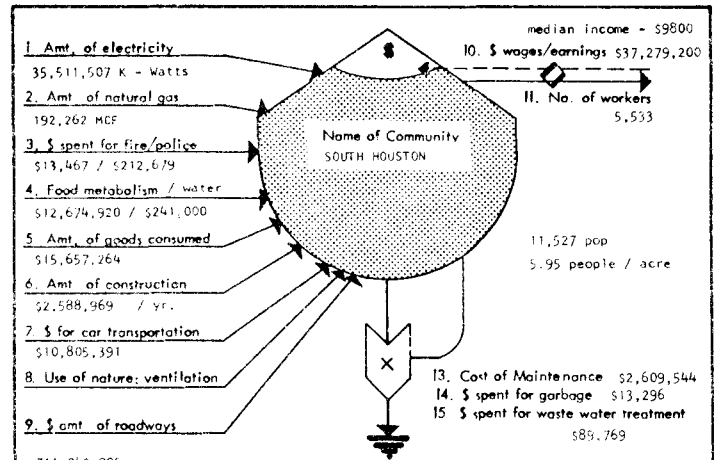 median income - $9800
1 Amt, of electricity
35,511,507 K - Watts
$
10. $ wages/earnings $37,279,200
2. Amt of natural gas
192,262 MCF
11. No. of workers
5,533
3, $ spent for fire/police
$13,467 / $212,679
Name of Community
SOUTH HOUSTON
4. Food metabolism / water
$12,674,920 / $241,000
5 Amt, of goods consumed
$15,657,264
11,527 pop
5.95 people / acre
6. Amt of construction
$2,588,969 / yr.
7. $ for car transportation
$10,805,391
8. Use of nature: ventilation
X
13. Cost of Maintenance $2,609,544
14. $ spent for garbage $13,296
15 $ spent for waste water treatment
$89,769
9. $ amt of roadways